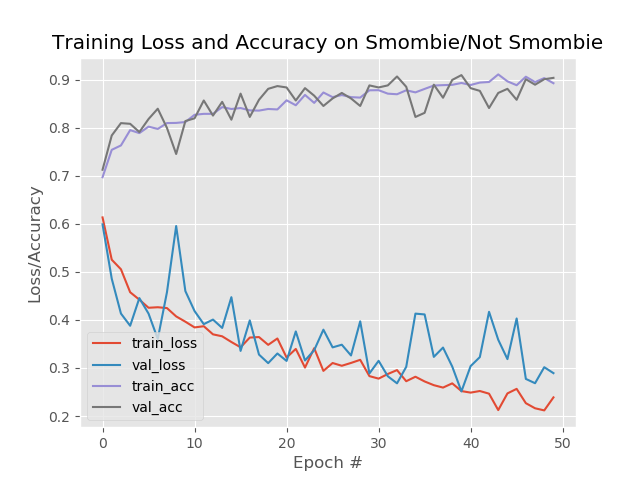 Training Loss and Accuracy on Smombie/Not Smombie
Loss/Accuracy
0.9
0.8
0.7
0.6
0.5
0.4
0.3
0.2
train_loss
val_loss
train_acc
val_acc
0 10 20 30 40 50
Epoch #